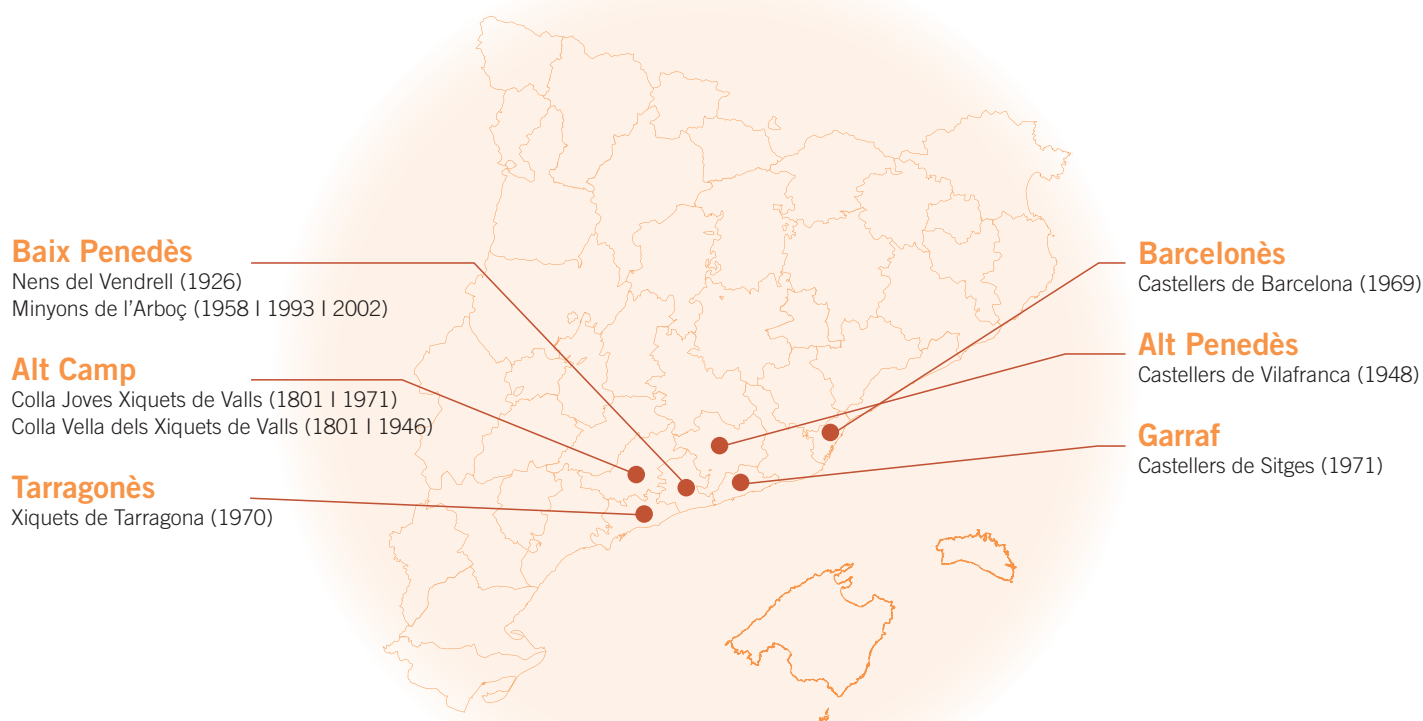 Baix Penedès
Nens del Vendrell (1926)
Minyons de l'Arboç (1958 I 1993 I 2002)
Alt Camp
Colla Joves Xiquets de Valls (1801 I 1971)
Colla Vella dels Xiquets de Valls (1801 I 1946)
Tarragonès
Xiquets de Tarragona (1970)
Barcelonès
Castellers de Barcelona (1969)
Alt Penedès
Castellers de Vilafranca (1948)
Garraf
Castellers de Sitges (1971)